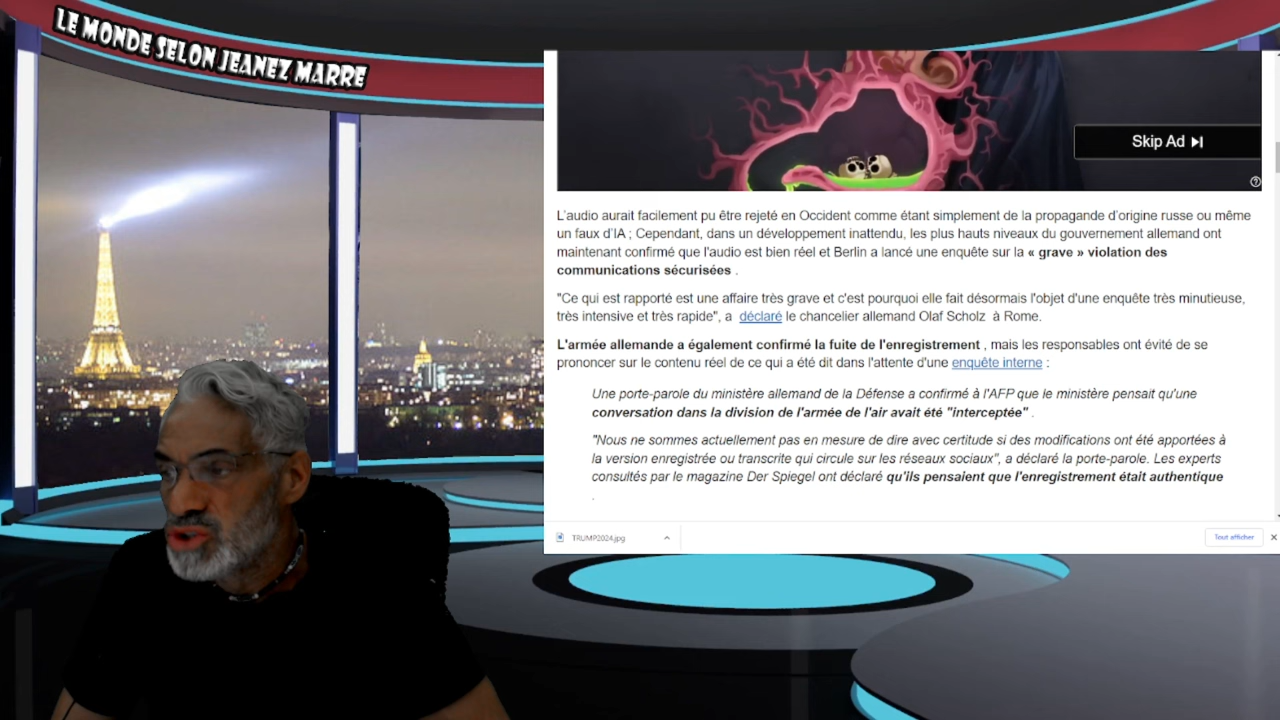 LE MONDE SELON JEANEZ MARRE
Skip Ad
L'audio aurait facilement pu être rejeté en Occident comme étant simplement de la propagande d'origine russe ou même
un faux d'IA ; Cependant, dans un développement inattendu, les plus hauts niveaux du gouvernement allemand ont
maintenant confirmé que l'audio est bien réel et Berlin a lancé une enquête sur la « grave » violation des
communications sécurisées .
"Ce qui est rapporté est une affaire très grave et c'est pourquoi elle fait désormais l'objet d'une enquête très minutieuse,
très intensive et très rapide", a déclaré le chancelier allemand Olaf Scholz à Rome.
L'armée allemande a également confirmé la fuite de l'enregistrement , mais les responsables ont évité de se
prononcer sur le contenu réel de ce qui a été dit dans l'attente d'une enquête interne :
Une porte-parole du ministère allemand de la Défense a confirmé à l'AFP que le ministère pensait qu'une
conversation dans la division de l'armée de l'air avait été "interceptée" .
"Nous ne sommes actuellement pas en mesure de dire avec certitude si des modifications ont été apportées à
la version enregistrée ou transcrite qui circule sur les réseaux sociaux", a déclaré la porte-parole. Les experts
consultés par le magazine Der Spiegel ont déclaré qu'ils pensaient que l'enregistrement était authentique
.
TRUMP2024.jpg
Tout afficher